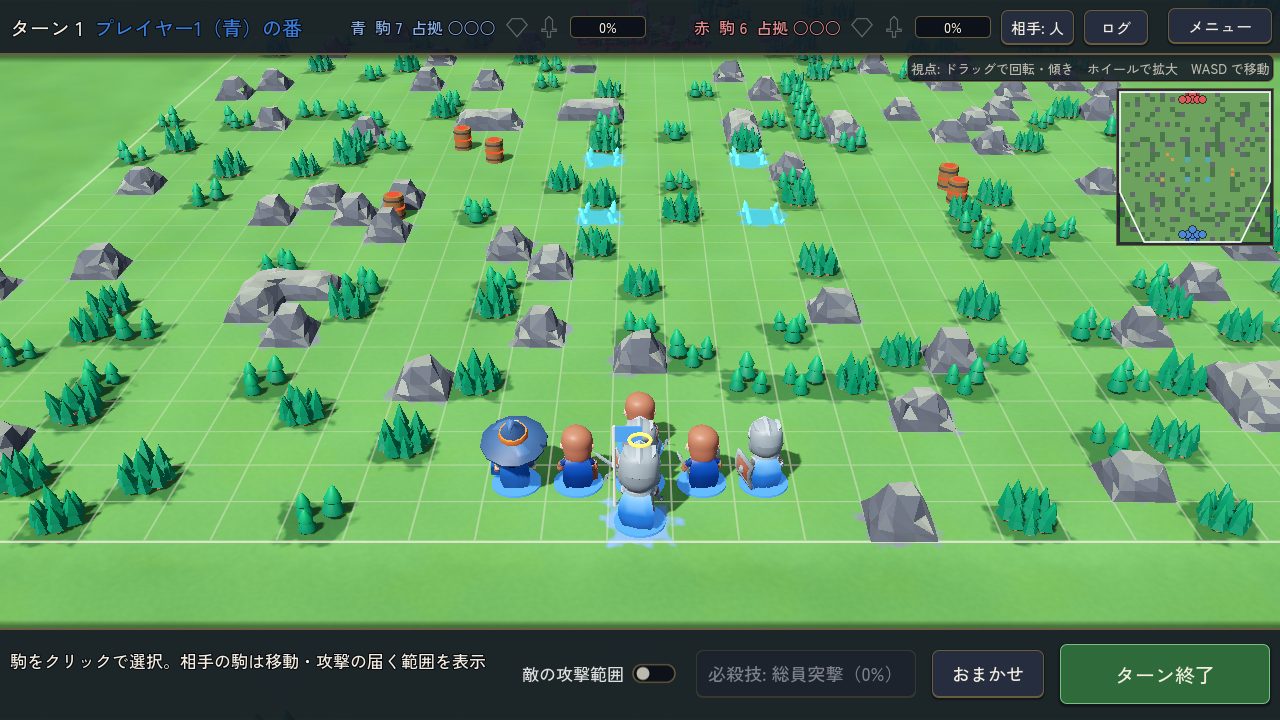 ターン 1 プレイヤー1（青）の番 青 駒 7 占拠 〇〇〇 0% 赤 駒 6 占拠 〇〇〇 0% 相手: 人 ログ メニュー
視点: ドラッグで回転・傾き ホイールで拡大 WASD で移動
駒をクリックで選択。相手の駒は移動・攻撃の届く範囲を表示
敵の攻撃範囲 必殺技: 総員突撃（0%） おまかせ ターン終了